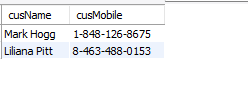 cusName cusMobile
Mark Hogg 1-848-126-8675
Liliana Pitt 8-463-488-0153